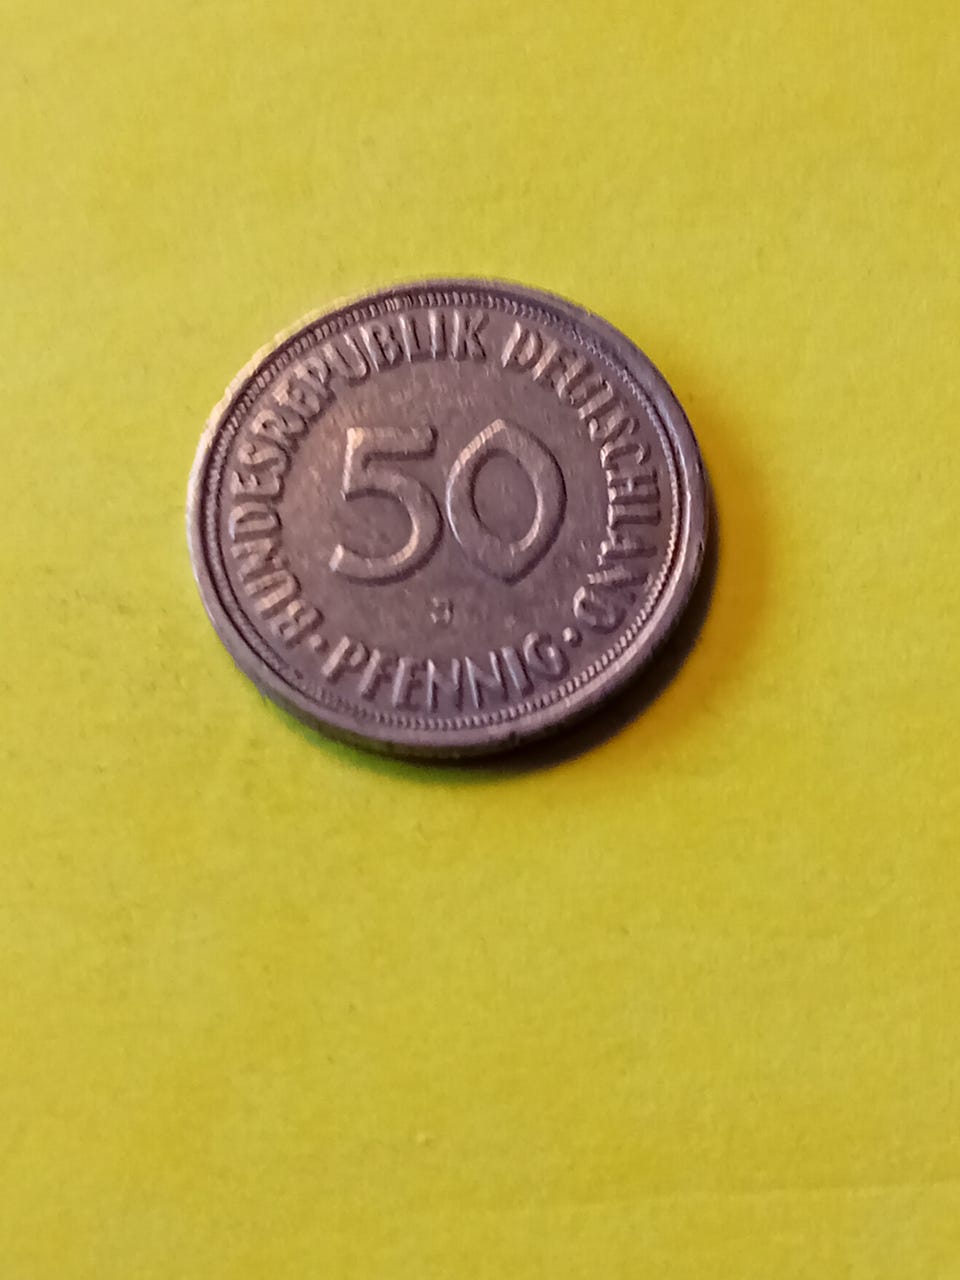 BUNDESREPUBLIK DEUTSCHLAND
50
J
• PFENNIG •